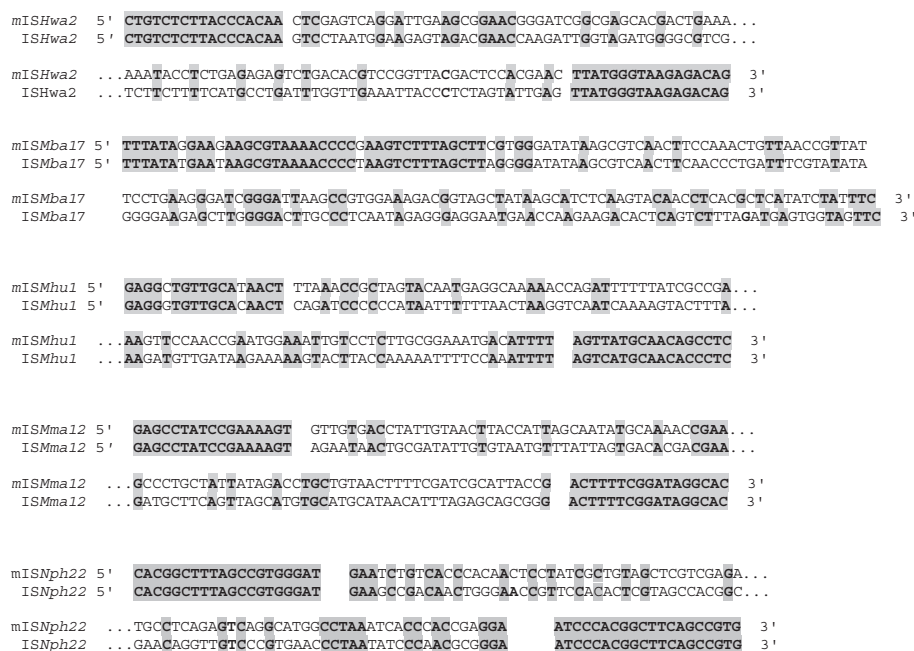 mISHwa2 5' CTGTCTCTTACCCACAA CTCGAGTCAGGATTGAAGCGGAACGGGATCGGCGAGCACGACTGAAA...
ISHwa2 5' CTGTCTCTTACCCACAA GTCCTAATGGAAGAGTAGACGAACCAAGATTGGTAGATGGGGCGTCG...
mISHwa2 ...AAATACCTCTGAGAGAGTCTGACACGTCCGGTTACGACTCCACGAAC TTATGGGTAAGAGACAG 3'
ISHwa2 ...TCTTCTTTTCATGCCTGATTTGGTTGAAATTACCCTCTAGTATTGAG TTATGGGTAAGAGACAG 3'
mISMba17 5' TTTATAGGAAGAAGCGTAAAACCCCGAAGTCTTTAGCTTCGTGGGATATAAGCGTCAACTTCCAAACTGTTAACCGTTAT
ISMba17 5' TTTATATGAATAAGCGTAAAACCCCTAAGTCTTTAGCTTAGGGGATATAAGCGTCAACTTCAACCCTGATTTCGTATATA
mISMba17 TCCTGAAGGGATCGGGATTAAGCCGTGGAAAGACGGTAGCTATAAGCATCTCAAGTACAACCTCACGCTCATATCTATTTC 3'
ISMba17 GGGGAAGAGCTTGGGGACTTGCCCTCAATAGAGGGAGGAATGAACCAAGAAGACACTCAGTCTTTAGATGAGTGGTAGTTC 3'
mISMhu1 5' GAGGCTGTTGCATAACT TTAAACCGCTAGTACAATGAGGCAAAAACCAGATTTTTTATCGCCGA...
ISMhu1 5' GAGGGTGTTGCACAACT CAGATCCCCCCATAATTTTTTAACTAAGGTCAATCAAAAGTACTTTA...
mISMhu1 ...AAGTTCCAACCGAATGGAAATTGTCCTCTTGCGGAAATGACATTTT AGTTATGCAACAGCCTC 3'
ISMhu1 ...AAGATGTTGATAAGAAAAAGTACTTACCAAAAATTTTCCAAATTTT AGTCATGCAACACCCTC 3'
mISMma12 5' GAGCCTATCCGAAAAGT GTTGTGACCTATTGTAACTTACCATTAGCAATATGCAAAACCGAA...
ISMma12 5' GAGCCTATCCGAAAAGT AGAATAACTGCGATATTGTGTAATGTTTATTAGTGACACGACGAA...
mISMma12 ...GCCCTGCTATTATAGACCTGCTGTAACTTTTCGATCGCATTACCG ACTTTTCGGATAGGCAC 3'
ISMma12 ...GATGCTTCAGTTAGCATGTGCATGCATAACATTTAGAGCAGCGGG ACTTTTCGGATAGGCAC 3'
mISNph22 5' CACGGCTTTAGCCGTGGGAT GAATCTGTCACCCACAACTCCTATCGCTGTAGCTCGTCGAGA...
ISNph22 5' CACGGCTTTAGCCGTGGGAT GAAGCCGACAACTGGGAACCGTTCCACACTCGTAGCCACGGC...
mISNph22 ...TGCCTCAGAGTCAGGCATGGCCTAAATCACCCACCGAGGA ATCCCACGGCTTCAGCCGTG 3'
ISNph22 ...GAACAGGTTGTCCCGTGAACCCTAATATCCCAACGCGGGA ATCCCACGGCTTCAGCCGTG 3'